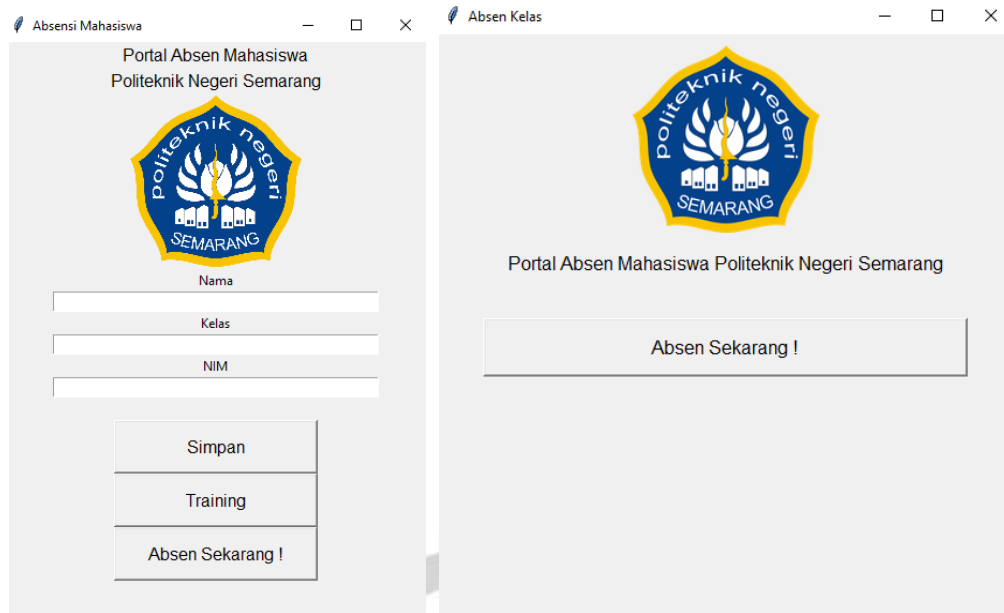 Absensi Mahasiswa
Portal Absen Mahasiswa
Politeknik Negeri Semarang
politeknik negeri
SEMARANG
Nama
Kelas
NIM
Simpan
Training
Absen Sekarang !
Absen Kelas
politeknik negeri
SEMARANG
Portal Absen Mahasiswa Politeknik Negeri Semarang
Absen Sekarang !